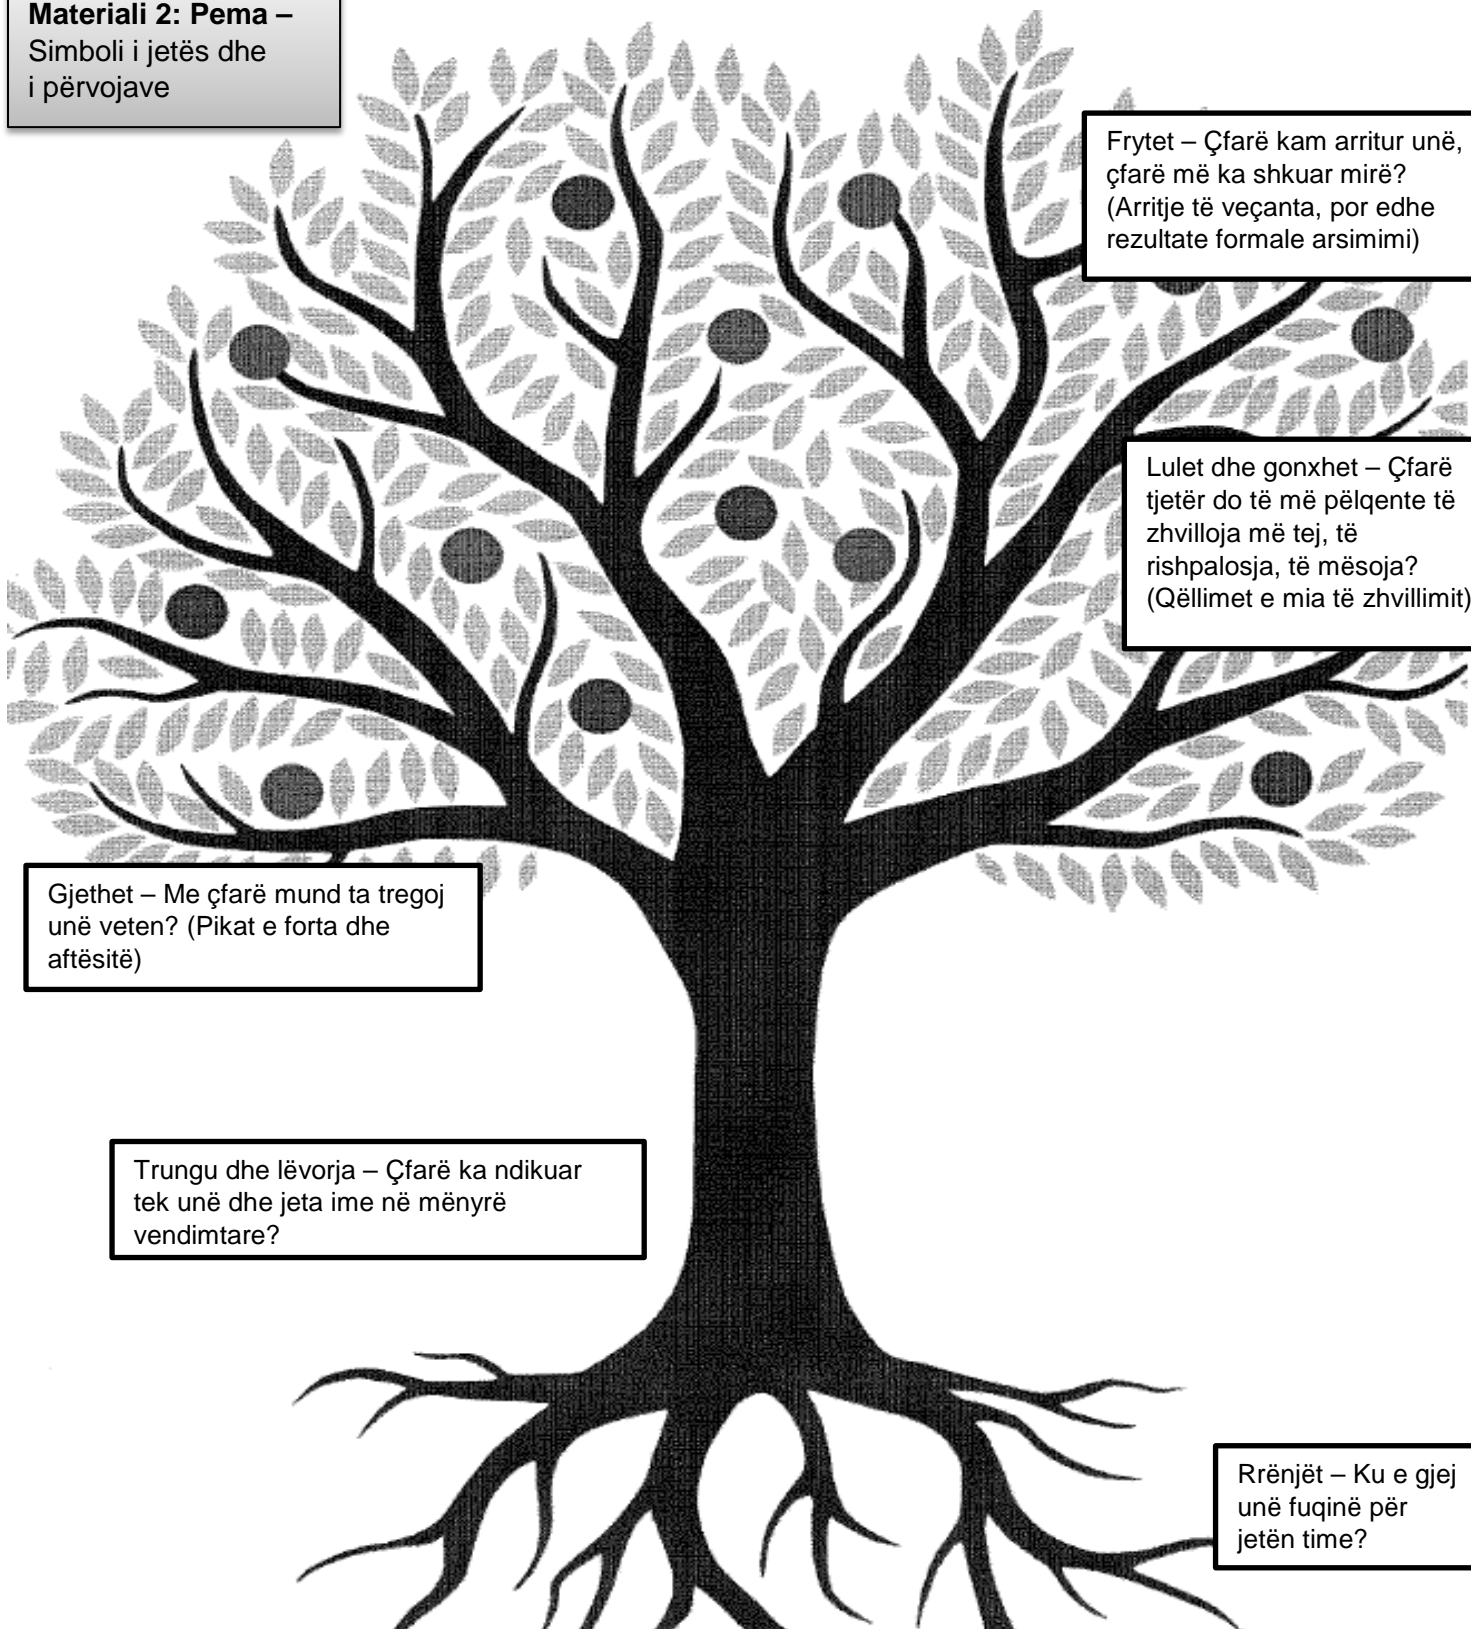 Materiali 2: Pema –
Simboli i jetës dhe
i përvojave
Frytet – Çfarë kam arritur unë,
çfarë më ka shkuar mirë?
(Arritje të veçanta, por edhe
rezultate formale arsimimi)
Lulet dhe gonxhet – Çfarë
tjetër do të më pëlqente të
zhvilloja më tej, të
rishpalosja, të mësoja?
(Qëllimet e mia të zhvillimit)
Gjethet – Me çfarë mund ta tregoj
unë veten? (Pikat e forta dhe
aftësitë)
Trungu dhe lëvorja – Çfarë ka ndikuar
tek unë dhe jeta ime në mënyrë
vendimtare?
Rrënjët – Ku e gjej
unë fuqinë për
jetën time?